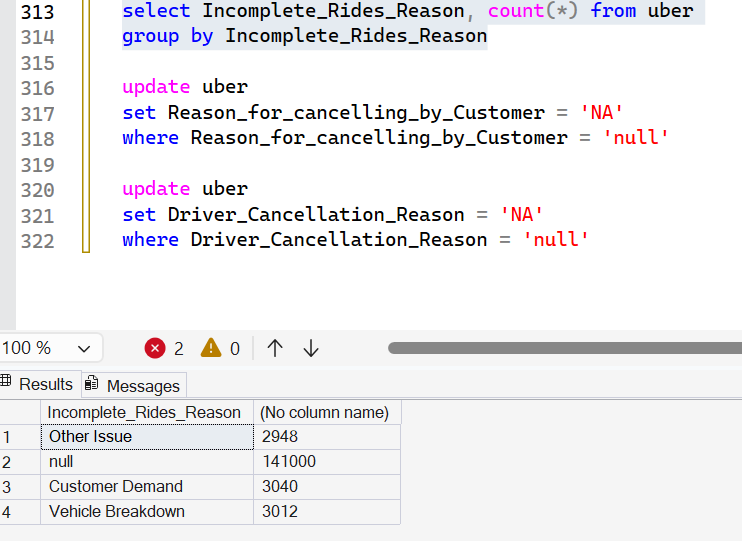 313 select Incomplete_Rides_Reason, count(*) from uber
314 group by Incomplete_Rides_Reason
315
316 update uber
317 set Reason_for_cancelling_by_Customer = 'NA'
318 where Reason_for_cancelling_by_Customer = 'null'
319
320 update uber
321 set Driver_Cancellation_Reason = 'NA'
322 where Driver_Cancellation_Reason = 'null'
100 % 2 0
Results Messages
Incomplete_Rides_Reason (No column name)
1 Other Issue 2948
2 null 141000
3 Customer Demand 3040
4 Vehicle Breakdown 3012